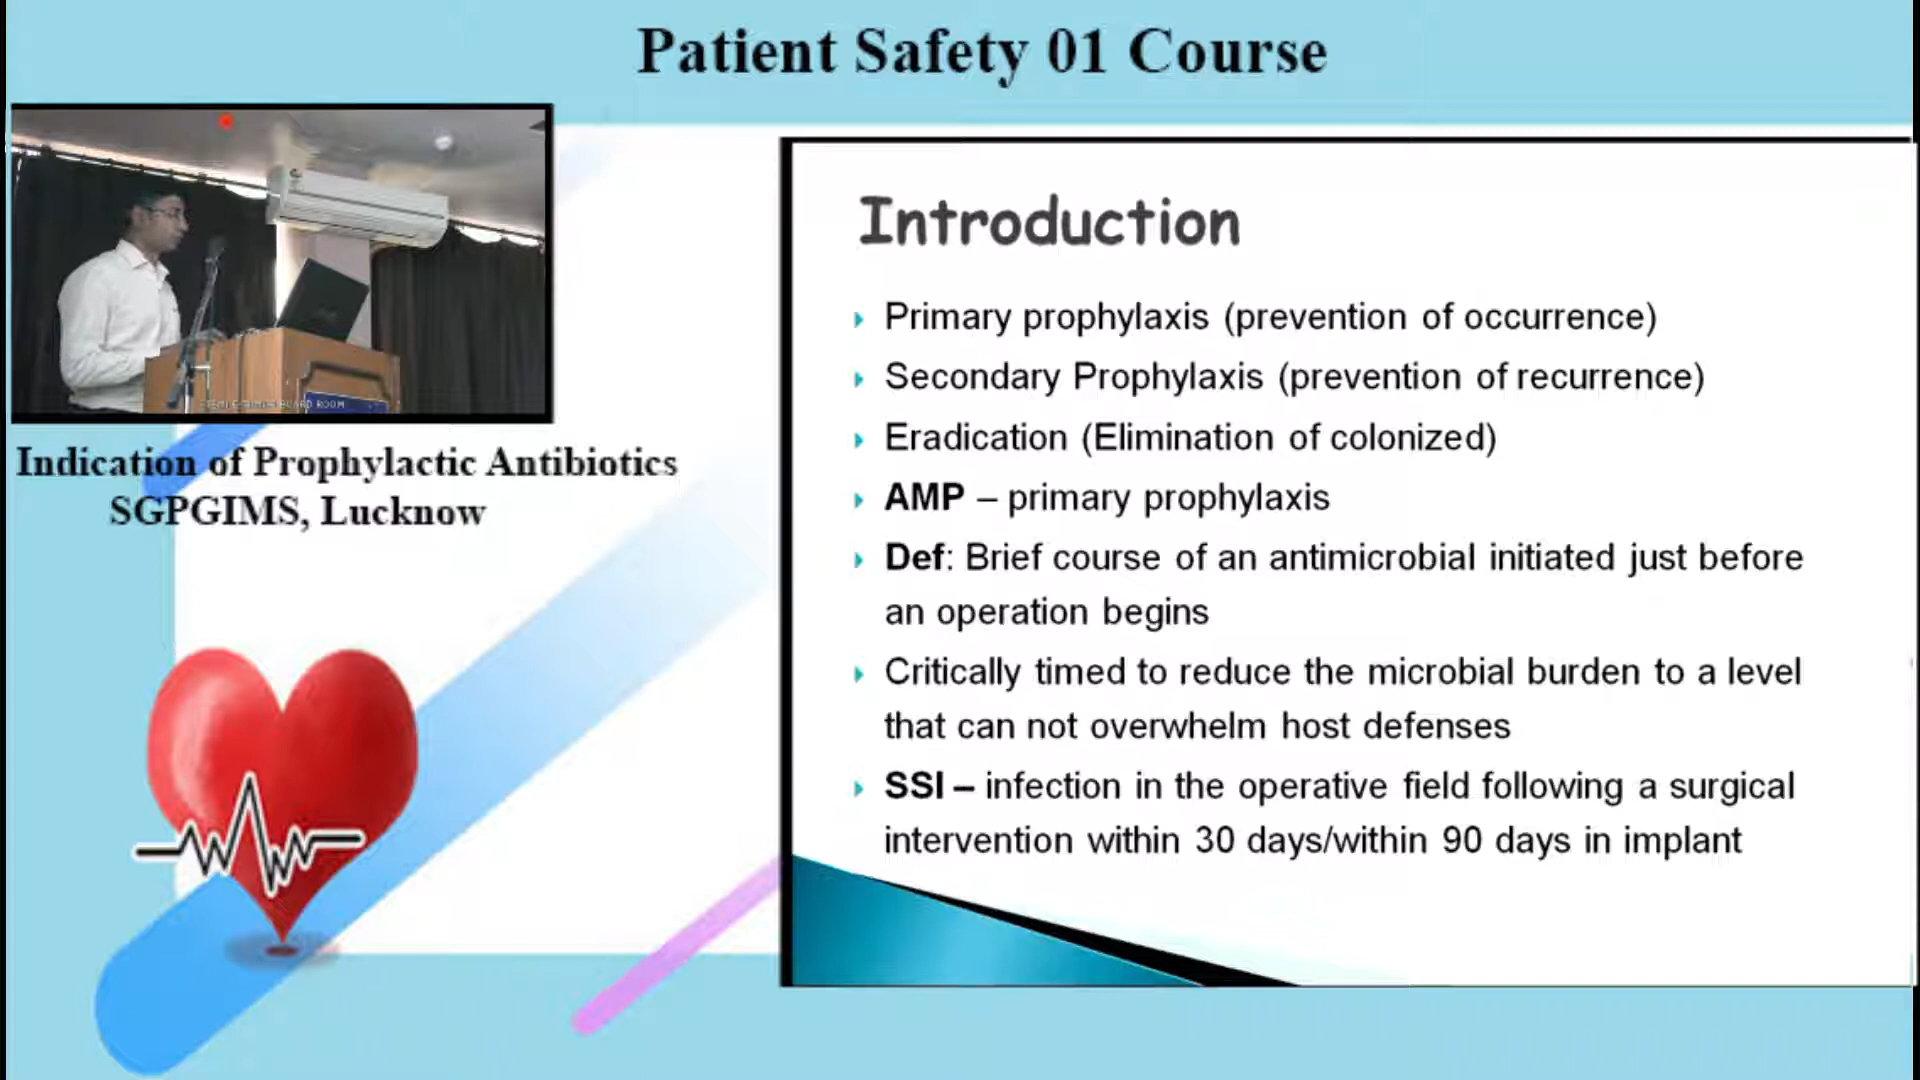 Patient Safety 01 Course
BOARD ROOM
Indication of Prophylactic Antibiotics
SGPGIMS, Lucknow
Introduction
Primary prophylaxis (prevention of occurrence)
Secondary Prophylaxis (prevention of recurrence)
Eradication (Elimination of colonized)
AMP – primary prophylaxis
Def: Brief course of an antimicrobial initiated just before
an operation begins
Critically timed to reduce the microbial burden to a level
that can not overwhelm host defenses
SSI – infection in the operative field following a surgical
intervention within 30 days/within 90 days in implant